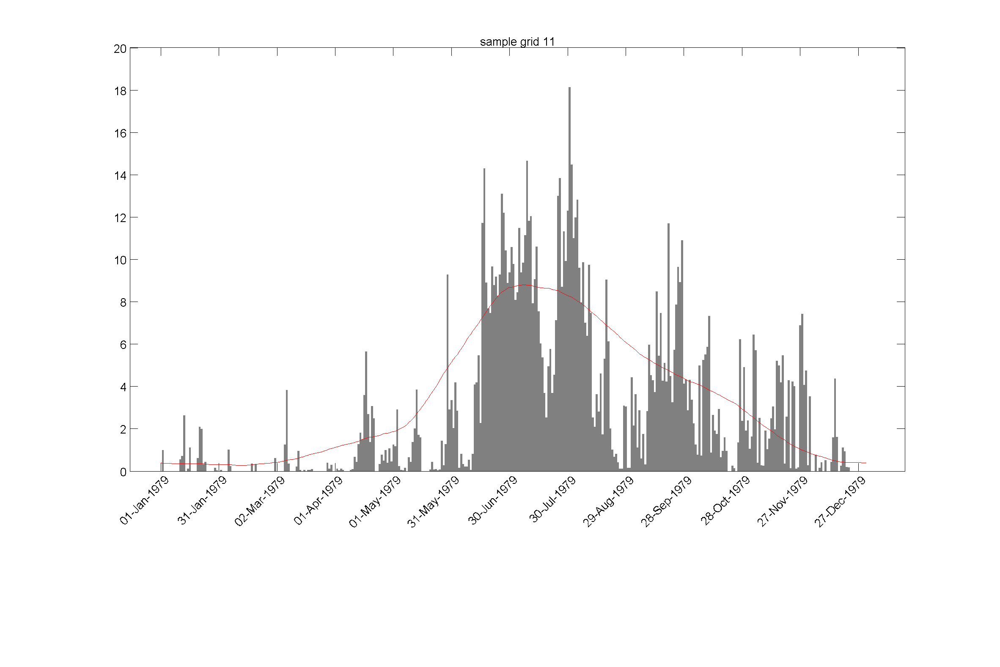 sample grid 11
20
18
16
14
12
10
8
6
4
2
0
01-Jan-1979
31-Jan-1979
02-Mar-1979
01-Apr-1979
01-May-1979
31-May-1979
30-Jun-1979
30-Jul-1979
29-Aug-1979
28-Sep-1979
28-Oct-1979
27-Nov-1979
27-Dec-1979